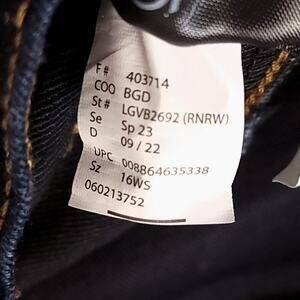 F# 403714
COO BGD
St# LGVB2692 (RNRW)
Se Sp 23
D 09 / 22
UPC 008864635338
Sz 16WS
060213752